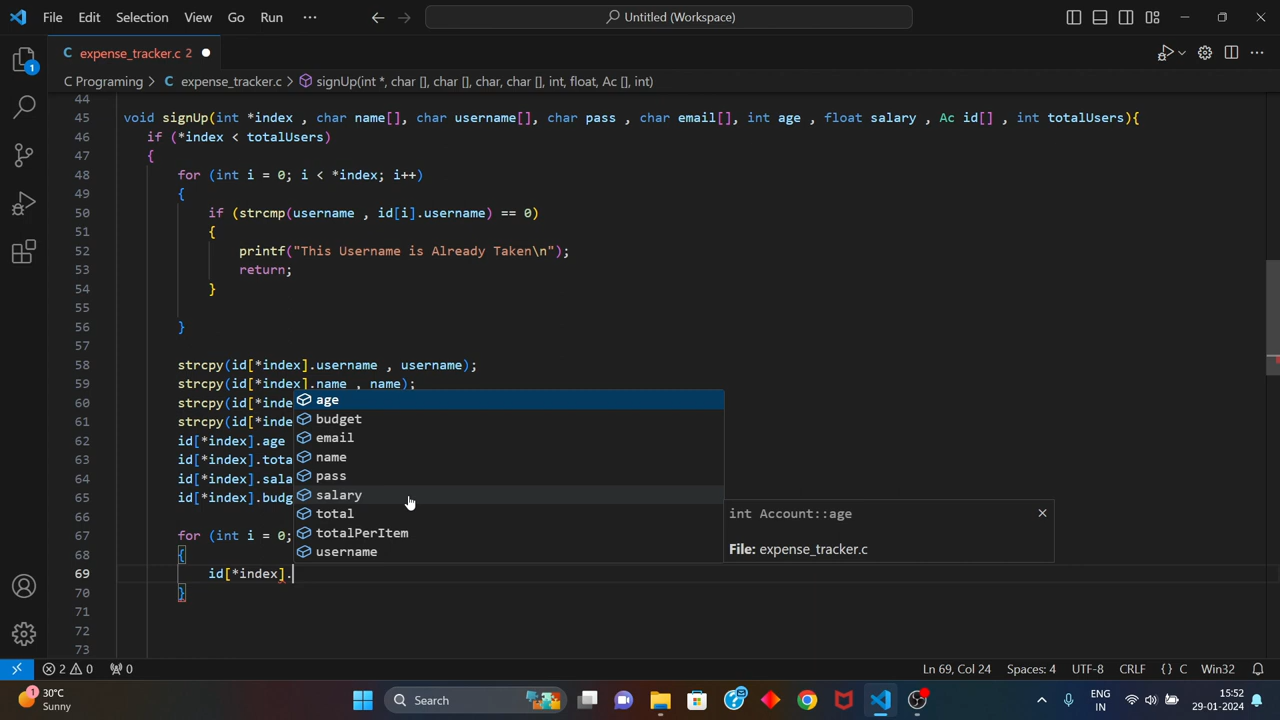 File Edit Selection View Go Run ··· Untitled (Workspace)
expense_tracker.c 2
C Programing > expense_tracker.c > signUp(int *, char [], char [], char, char [], int, float, Ac [], int)
44
45 void signUp(int *index , char name[], char username[], char pass , char email[], int age , float salary , Ac id[] , int totalUsers){
46 if (*index < totalUsers)
47 {
48 for (int i = 0; i < *index; i++)
49 {
50 if (strcmp(username , id[i].username) == 0)
51 {
52 printf("This Username is Already Taken\n");
53 return;
54 }
55
56 }
57
58 strcpy(id[*index].username , username);
59 strcpy(id[*index].name , name);
60 strcpy(id[*inde
61 strcpy(id[*inde
62 id[*index].age
63 id[*index].tota
64 id[*index].sala
65 id[*index].budg
66
67 for (int i = 0;
68 {
69 id[*index].
70 }
71
72
73
age
budget
email
name
pass
salary
total
totalPerItem
username
int Account::age
File: expense_tracker.c
1
2 0 0 Ln 69, Col 24 Spaces: 4 UTF-8 CRLF {} C Win32
1 30°C Sunny Search ENG IN 15:52 29-01-2024